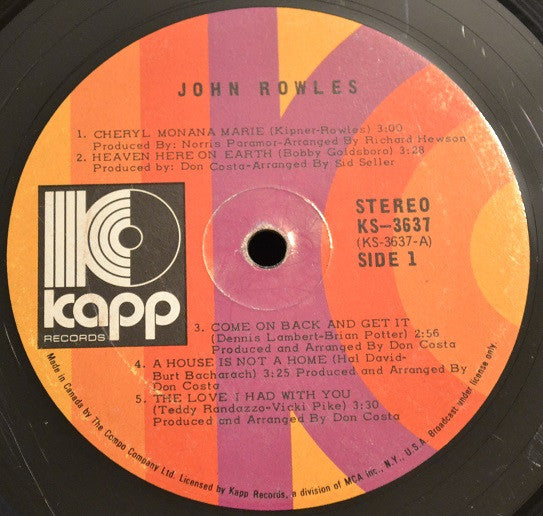 JOHN ROWLES
1. CHERYL MONANA MARIE (Kipner-Rowles) 3:00
Produced By: Norris Paramor-Arranged By Richard Hewson
2. HEAVEN HERE ON EARTH (Bobby Goldsboro) 3:28
Produced by: Don Costa-Arranged By Sid Seller
STEREO
KS-3637
(KS-3637-A)
SIDE 1
K
kapp
RECORDS
3. COME ON BACK AND GET IT
(Dennis Lambert-Brian Potter) 2:56
Produced and Arranged By Don Costa
4. A HOUSE IS NOT A HOME (Hal David-
Burt Bacharach) 3:25 Produced and Arranged By
Don Costa
5. THE LOVE I HAD WITH YOU
(Teddy Randazzo-Vicki Pike) 3:30
Produced and Arranged By Don Costa
Made in Canada by The Compo Company Ltd. Licensed by Kapp Records, a division of MCA inc., N.Y., U.S.A. Broadcast under license only.